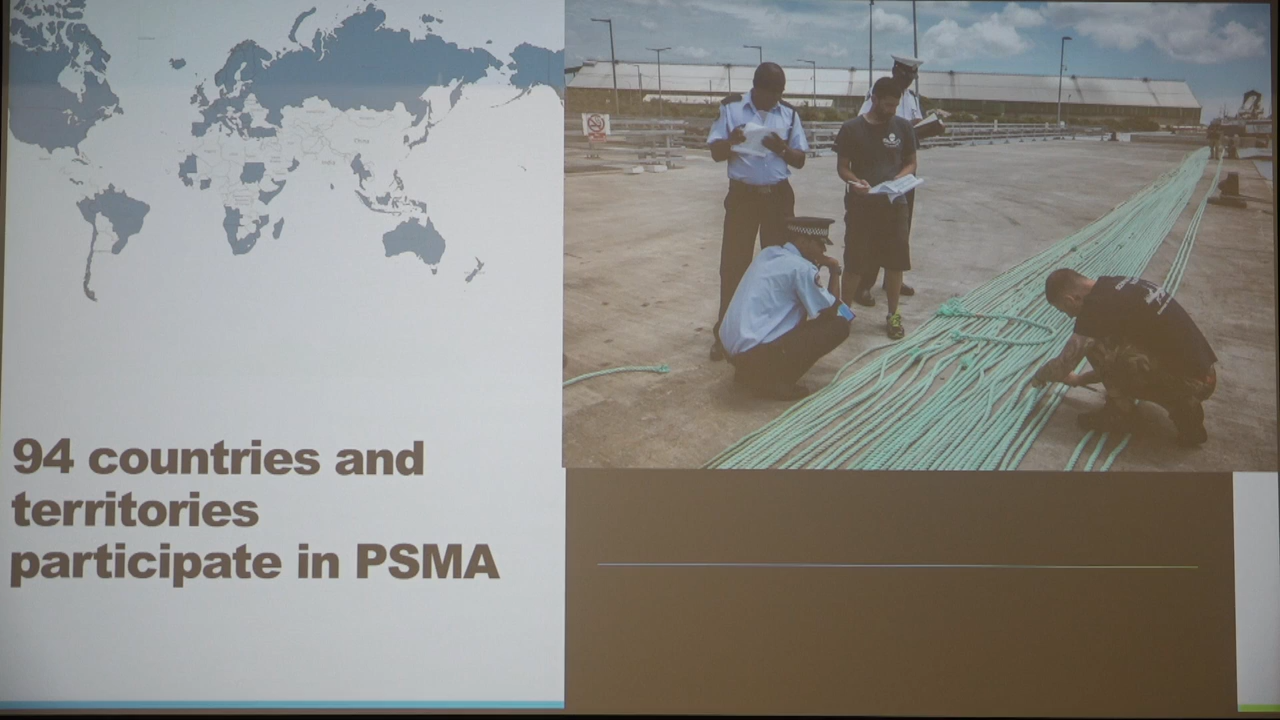 94 countries and
territories
participate in PSMA